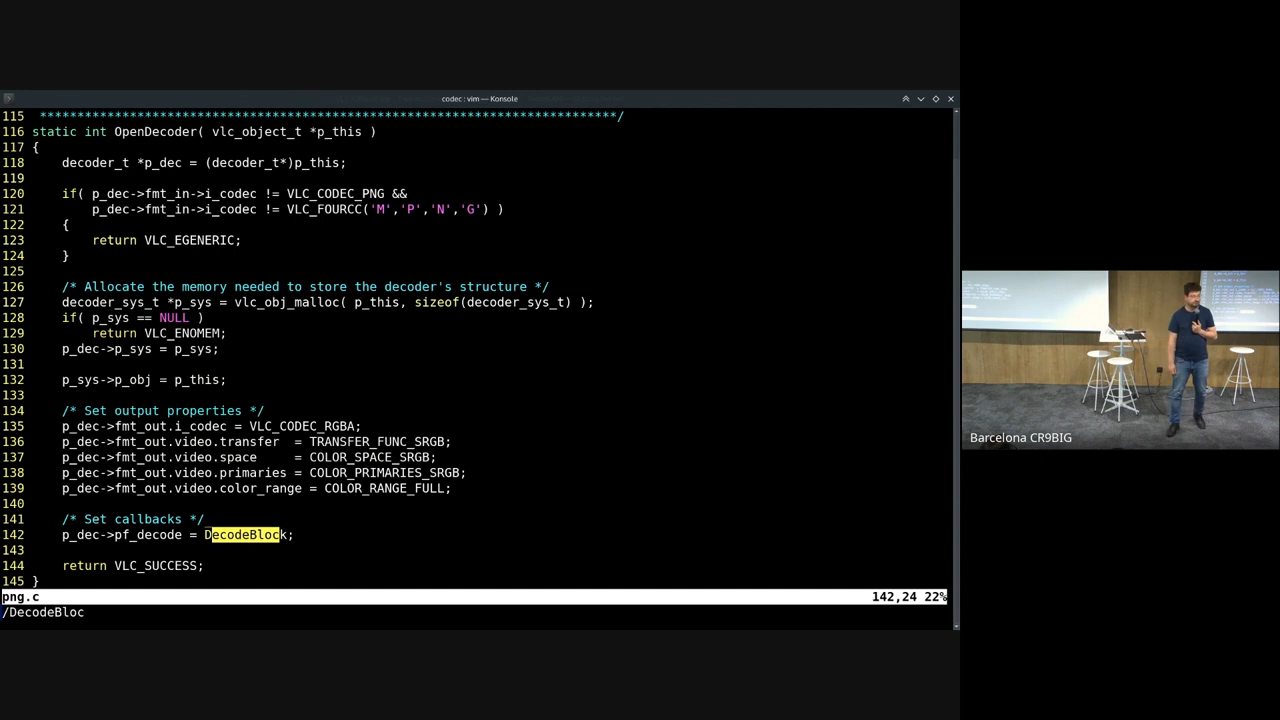 codec : vim — Konsole
115 *****************************************************************************/
116 static int OpenDecoder( vlc_object_t *p_this )
117 {
118     decoder_t *p_dec = (decoder_t*)p_this;
119
120     if( p_dec->fmt_in->i_codec != VLC_CODEC_PNG &&
121         p_dec->fmt_in->i_codec != VLC_FOURCC('M','P','N','G') )
122     {
123         return VLC_EGENERIC;
124     }
125
126     /* Allocate the memory needed to store the decoder's structure */
127     decoder_sys_t *p_sys = vlc_obj_malloc( p_this, sizeof(decoder_sys_t) );
128     if( p_sys == NULL )
129         return VLC_ENOMEM;
130     p_dec->p_sys = p_sys;
131
132     p_sys->p_obj = p_this;
133
134     /* Set output properties */
135     p_dec->fmt_out.i_codec = VLC_CODEC_RGBA;
136     p_dec->fmt_out.video.transfer  = TRANSFER_FUNC_SRGB;
137     p_dec->fmt_out.video.space     = COLOR_SPACE_SRGB;
138     p_dec->fmt_out.video.primaries = COLOR_PRIMARIES_SRGB;
139     p_dec->fmt_out.video.color_range = COLOR_RANGE_FULL;
140
141     /* Set callbacks */
142     p_dec->pf_decode = DecodeBlock;
143
144     return VLC_SUCCESS;
145 }
png.c 142,24 22%
/DecodeBloc
Barcelona CR9BIG